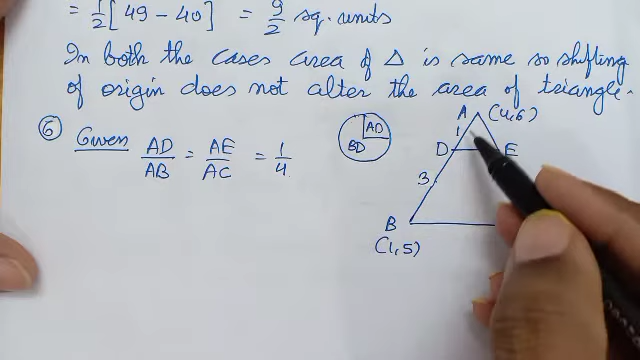 = 1/2 [49 - 40] = 9/2 sq. units
In both the cases area of Δ is same so shifting
of origin does not alter the area of triangle.
⑥ Given AD/AB = AE/AC = 1/4
AD
BD
A (4,6)
1
D E
3
B
(1,5)